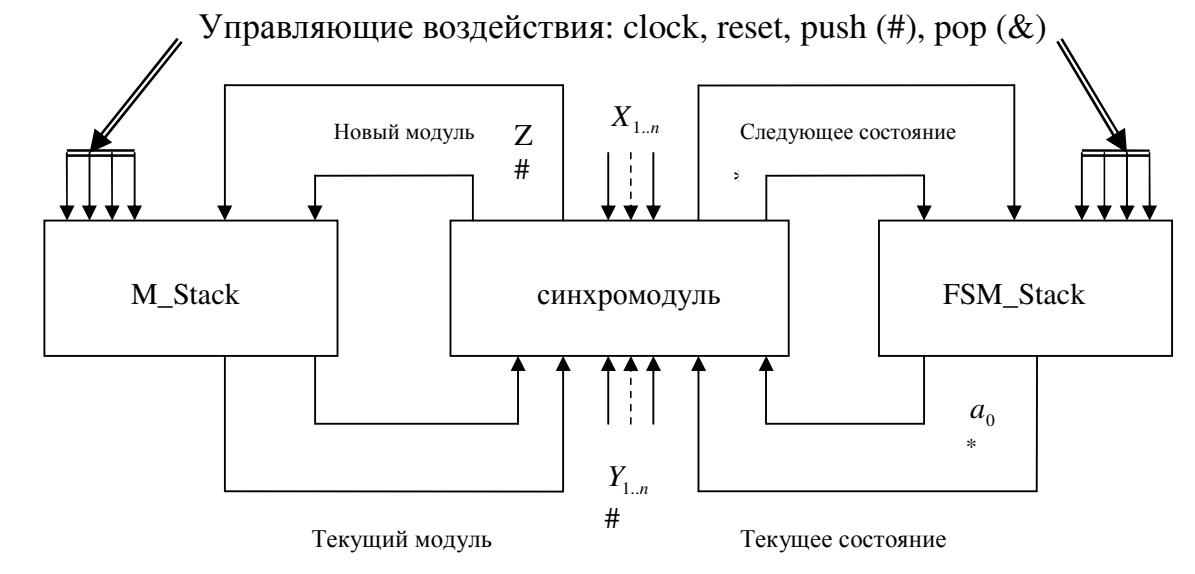 Управляющие воздействия: clock, reset, push (#), pop (&)
Новый модуль
Z
#
X1..n
Следующее состояние
*
M_Stack
синхромодуль
FSM_Stack
a0
*
Y1..n
#
Текущий модуль
Текущее состояние